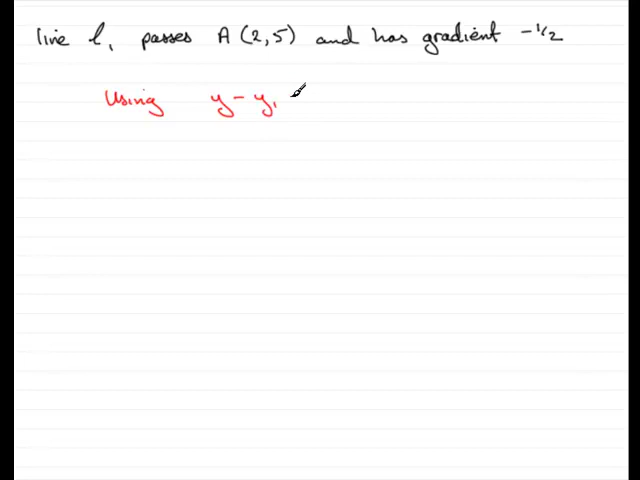 line l₁ passes A (2,5) and has gradient -1/2
Using y - y₁